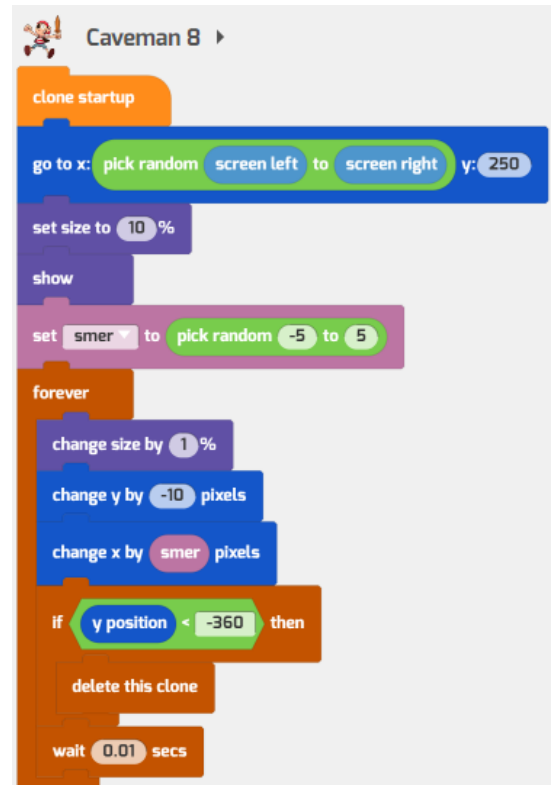 Caveman 8
clone startup
go to x: pick random screen left to screen right y: 250
set size to 10 %
show
set smer to pick random -5 to 5
forever
change size by 1 %
change y by -10 pixels
change x by smer pixels
if y position < -360 then
delete this clone
wait 0.01 secs